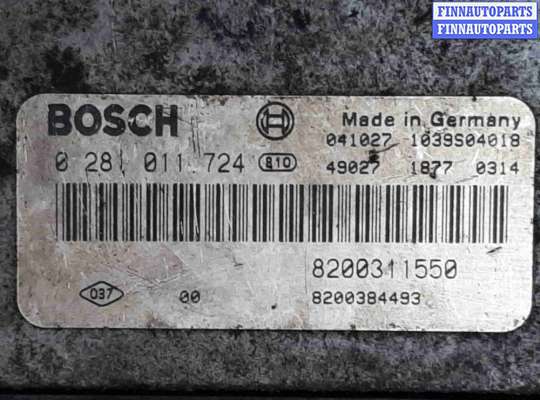 FINNAUTOPARTS
FINNAUTOPARTS
BOSCH
Made in Germany
041027 1039S04018
0 281 011 724 810
49027 1877 0314
8200311550
037 00 8200384493